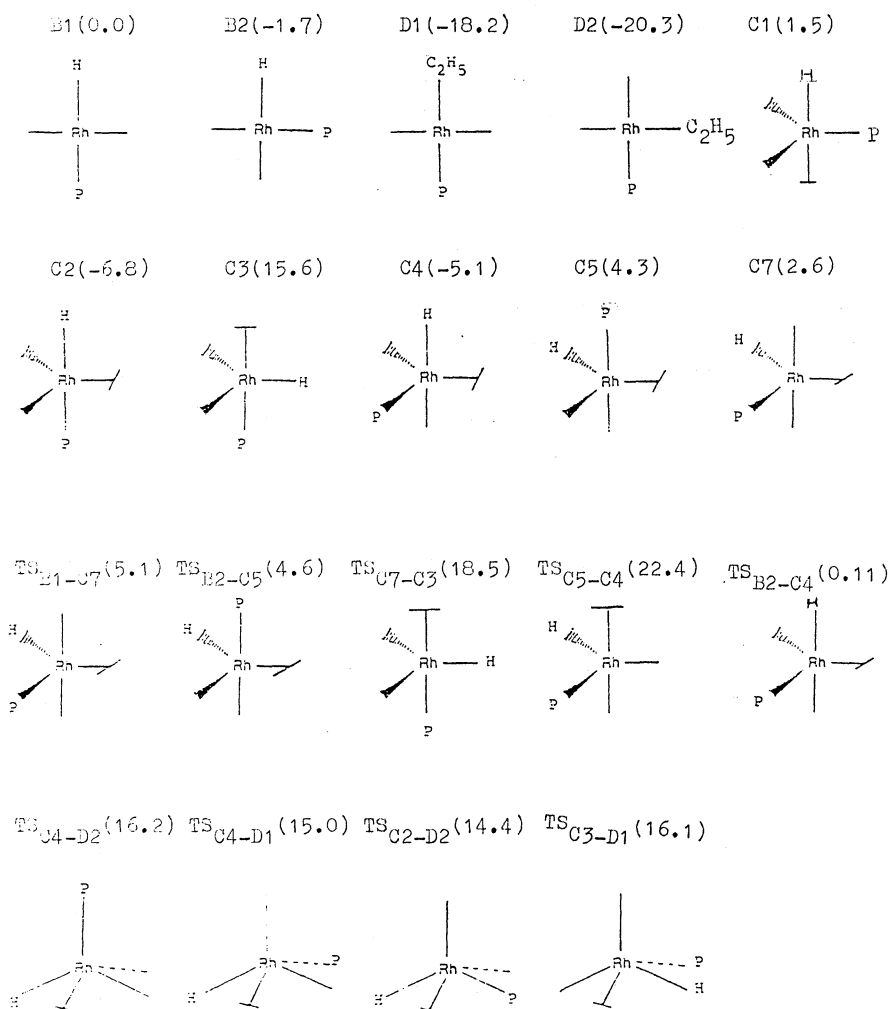 B1(0.0) B2(-1.7) D1(-18.2) D2(-20.3) C1(1.5)
H H C2H5 H
Rh Rh P Rh Rh C2H5 Rh P
P P P
C2(-6.8) C3(15.6) C4(-5.1) C5(4.3) C7(2.6)
H H P
H H
Rh Rh H Rh Rh Rh
P P
P P
TSB1-C7(5.1) TSB2-C5(4.6) TSC7-C3(18.5) TSC5-C4(22.4) TSB2-C4(0.11)
P H
H H H
Rh Rh Rh H Rh Rh
P P P
P
TSC4-D2(16.2) TSC4-D1(15.0) TSC2-D2(14.4) TSC3-D1(16.1)
P
Rh Rh P Rh Rh P
H H H P H